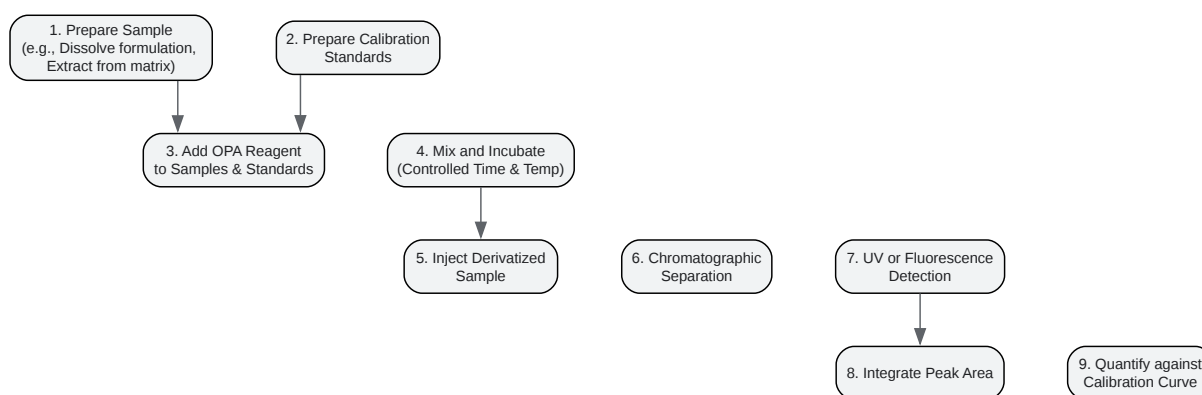 1. Prepare Sample
(e.g., Dissolve formulation,
Extract from matrix)
2. Prepare Calibration
Standards
3. Add OPA Reagent
to Samples & Standards
4. Mix and Incubate
(Controlled Time & Temp)
5. Inject Derivatized
Sample
6. Chromatographic
Separation
7. UV or Fluorescence
Detection
8. Integrate Peak Area
9. Quantify against
Calibration Curve